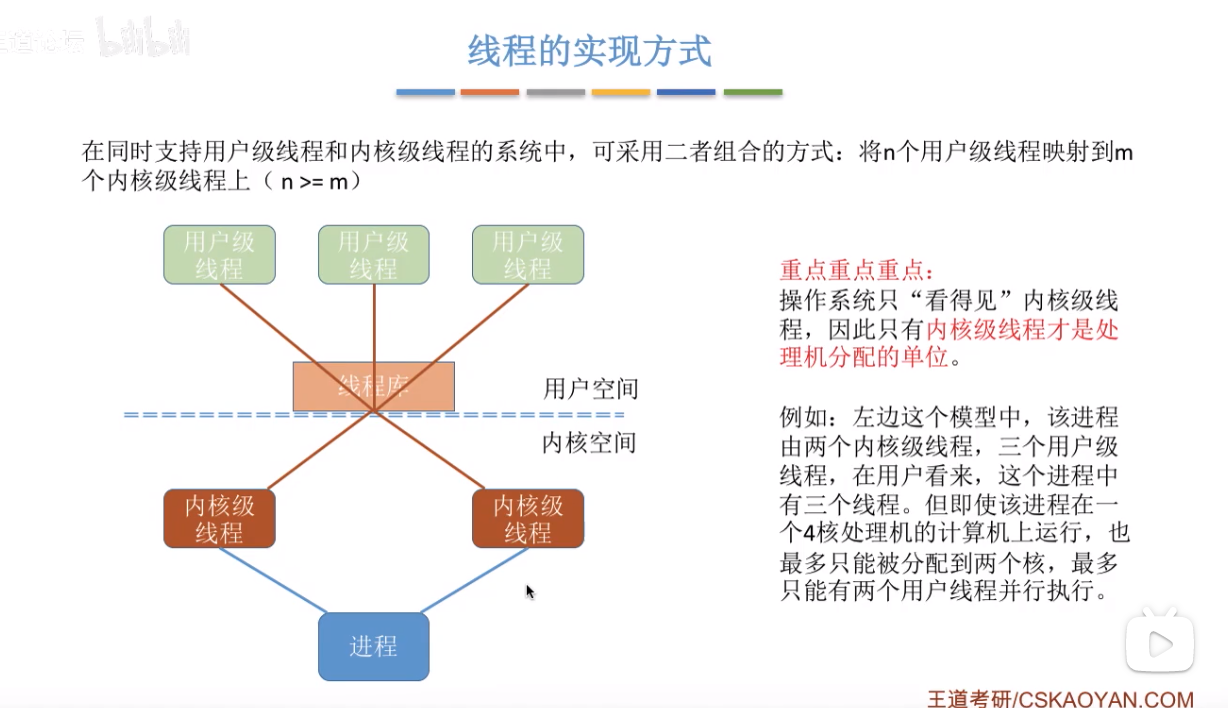 bilibili
线程的实现方式
在同时支持用户级线程和内核级线程的系统中，可采用二者组合的方式：将n个用户级线程映射到m
个内核级线程上（ n >= m）
用户级
线程
用户级
线程
用户级
线程
线程库
用户空间
内核空间
内核级
线程
内核级
线程
进程
重点重点重点：
操作系统只“看得见”内核级线
程，因此只有内核级线程才是处
理机分配的单位。
例如：左边这个模型中，该进程
由两个内核级线程，三个用户级
线程，在用户看来，这个进程中
有三个线程。但即使该进程在一
个4核处理机的计算机上运行，也
最多只能被分配到两个核，最多
只能有两个用户线程并行执行。
王道考研/CSKAOYAN.COM